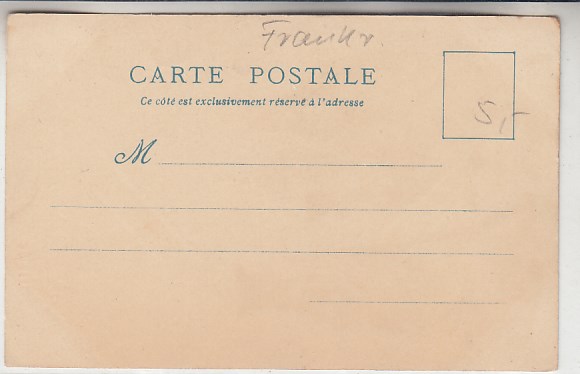 Frankr.
CARTE POSTALE
Ce côté est exclusivement réservé à l'adresse
5,-
M